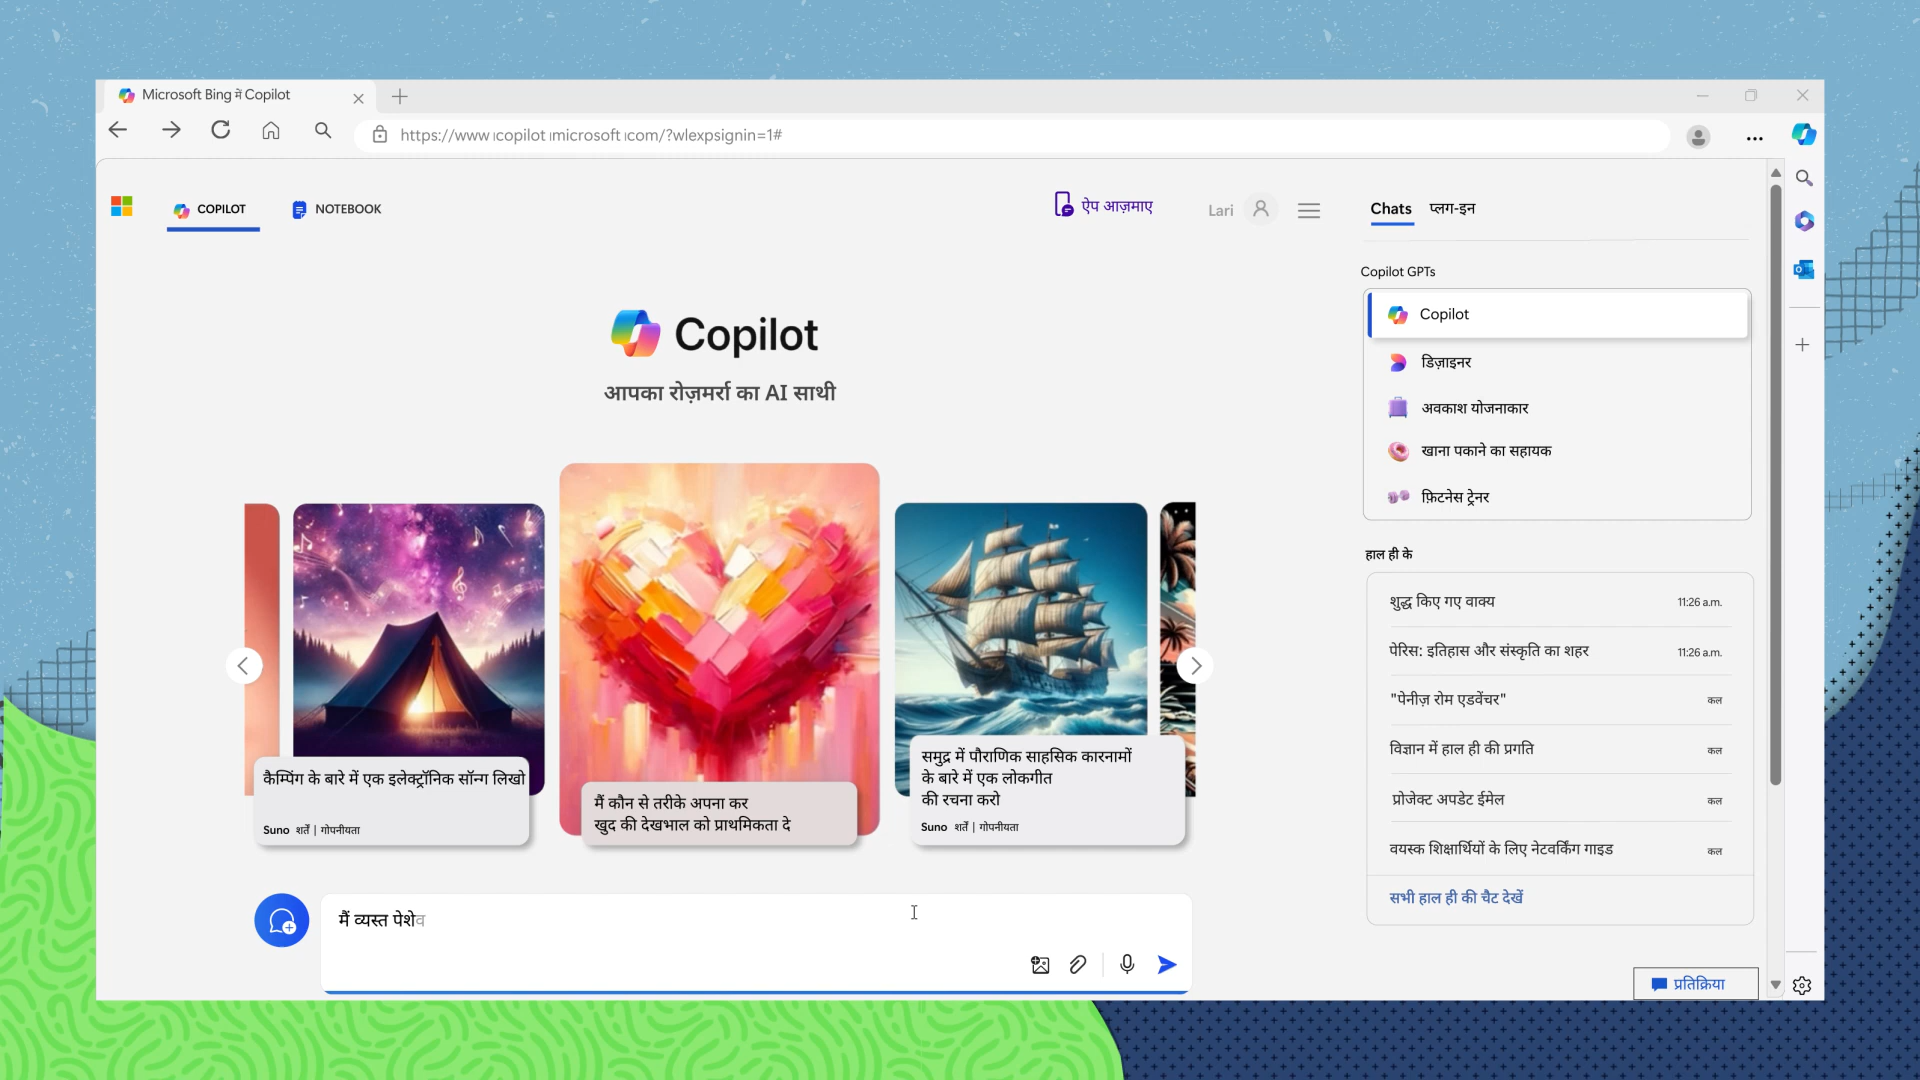 Microsoft Bing में Copilot
https://www.copilot.microsoft.com/?wlexpsignin=1#
COPILOT
NOTEBOOK
ऐप आज़माए
Lari
Chats
प्लग-इन
Copilot GPTs
Copilot
डिज़ाइनर
अवकाश योजनाकार
खाना पकाने का सहायक
फ़िटनेस ट्रेनर
Copilot
आपका रोज़मर्रा का AI साथी
कैम्पिंग के बारे में एक इलेक्ट्रॉनिक सॉन्ग लिखो
Suno शर्तें | गोपनीयता
मैं कौन से तरीके अपना कर
खुद की देखभाल को प्राथमिकता दे
समुद्र में पौराणिक साहसिक कारनामों
के बारे में एक लोकगीत
की रचना करो
Suno शर्तें | गोपनीयता
हाल ही के
शुद्ध किए गए वाक्य 11:26 a.m.
पेरिस: इतिहास और संस्कृति का शहर 11:26 a.m.
"पेनीज़ रोम एडवेंचर" कल
विज्ञान में हाल ही की प्रगति कल
प्रोजेक्ट अपडेट ईमेल कल
वयस्क शिक्षार्थियों के लिए नेटवर्किंग गाइड कल
सभी हाल ही की चैट देखें
मैं व्यस्त पेशेव
प्रतिक्रिया